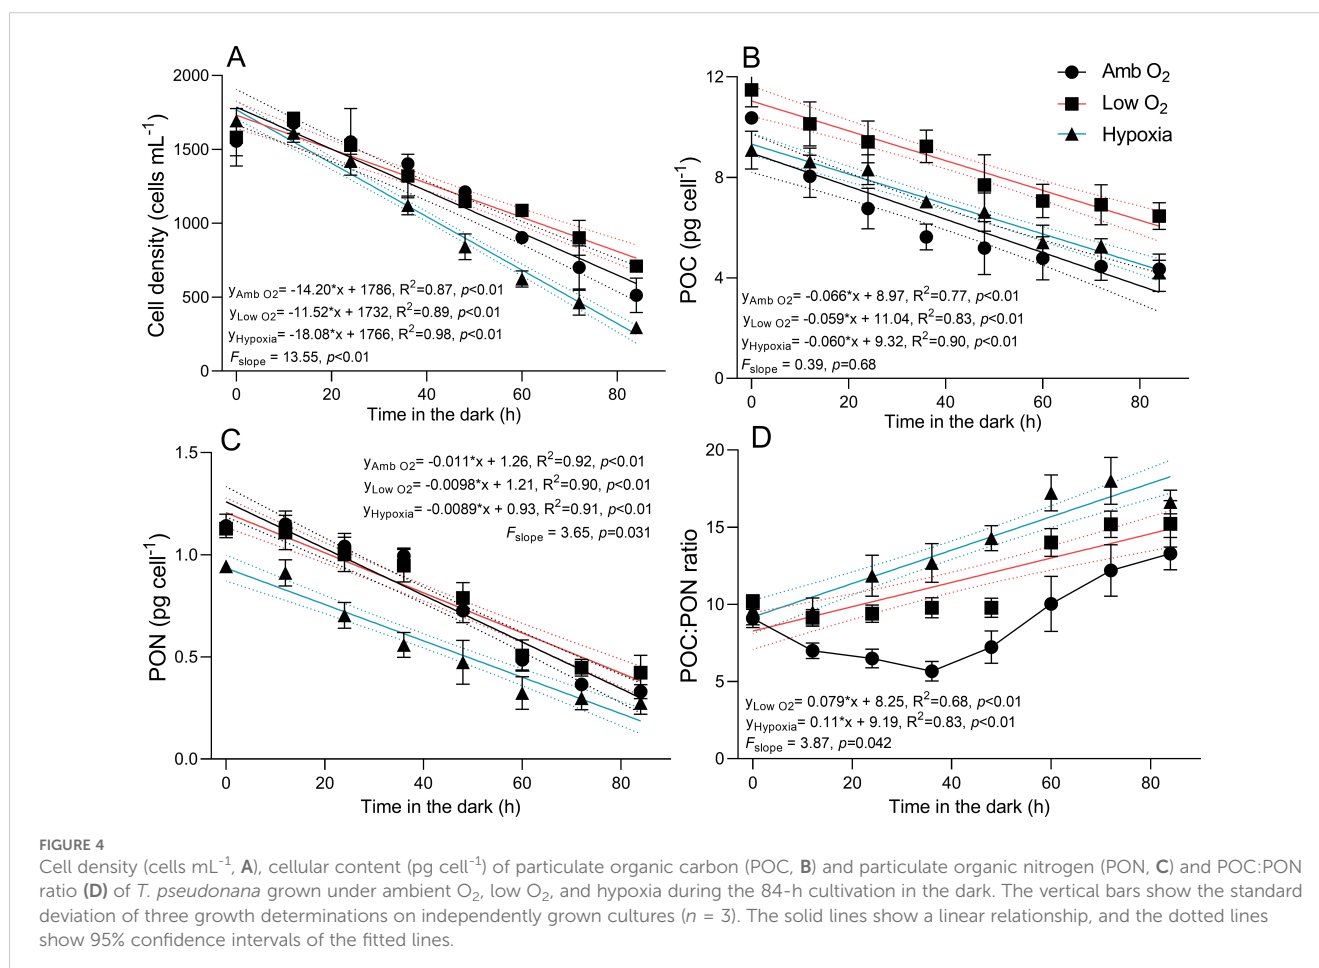 A
2000
1500
1000
500
0
Cell density (cells mL-1)
yAmb O2= -14.20*x + 1786, R2=0.87, p<0.01
yLow O2= -11.52*x + 1732, R2=0.89, p<0.01
yHypoxia= -18.08*x + 1766, R2=0.98, p<0.01
Fslope = 13.55, p<0.01
0 20 40 60 80
Time in the dark (h)
B
Amb O2
Low O2
Hypoxia
12
8
4
0
POC (pg cell-1)
yAmb O2= -0.066*x + 8.97, R2=0.77, p<0.01
yLow O2= -0.059*x + 11.04, R2=0.83, p<0.01
yHypoxia= -0.060*x + 9.32, R2=0.90, p<0.01
Fslope = 0.39, p=0.68
0 20 40 60 80
Time in the dark (h)
C
1.5
1.0
0.5
0.0
PON (pg cell-1)
yAmb O2= -0.011*x + 1.26, R2=0.92, p<0.01
yLow O2= -0.0098*x + 1.21, R2=0.90, p<0.01
yHypoxia= -0.0089*x + 0.93, R2=0.91, p<0.01
Fslope = 3.65, p=0.031
0 20 40 60 80
Time in the dark (h)
D
20
15
10
5
0
POC:PON ratio
yLow O2= 0.079*x + 8.25, R2=0.68, p<0.01
yHypoxia= 0.11*x + 9.19, R2=0.83, p<0.01
Fslope = 3.87, p=0.042
0 20 40 60 80
Time in the dark (h)
FIGURE 4
Cell density (cells mL-1, A), cellular content (pg cell-1) of particulate organic carbon (POC, B) and particulate organic nitrogen (PON, C) and POC:PON
ratio (D) of T. pseudonana grown under ambient O2, low O2, and hypoxia during the 84-h cultivation in the dark. The vertical bars show the standard
deviation of three growth determinations on independently grown cultures (n = 3). The solid lines show a linear relationship, and the dotted lines
show 95% confidence intervals of the fitted lines.